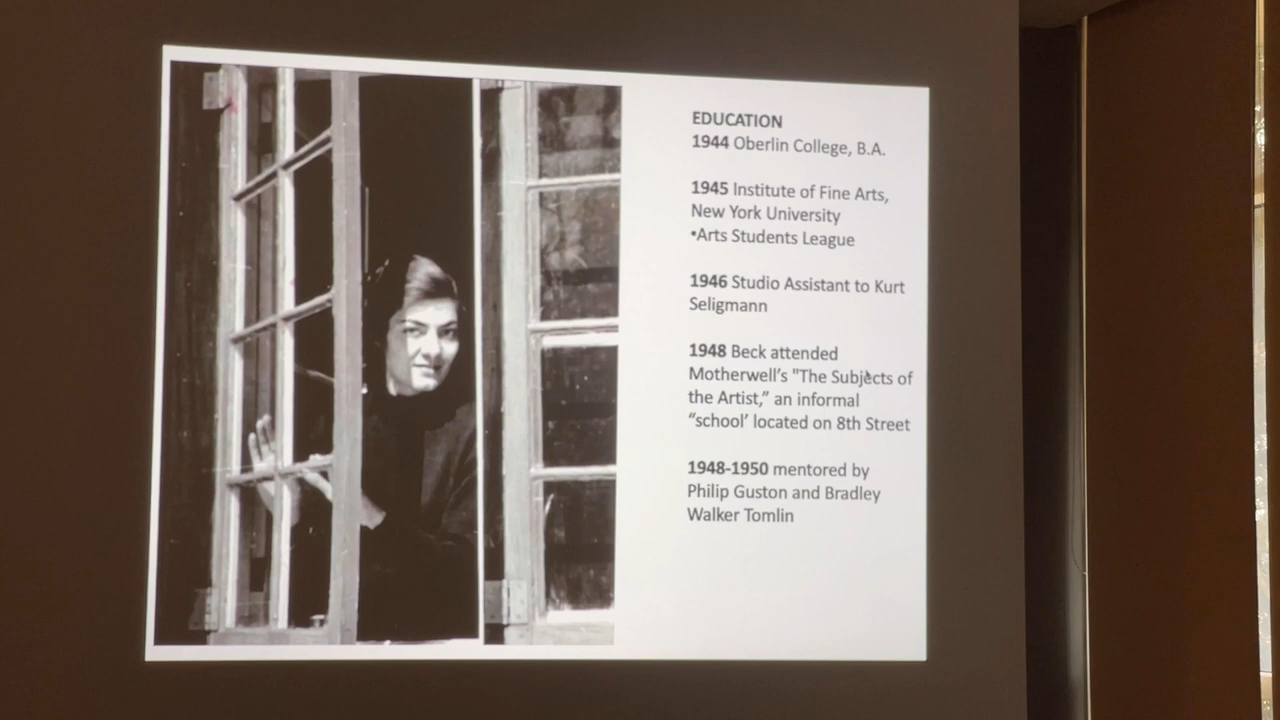 EDUCATION
1944 Oberlin College, B.A.
1945 Institute of Fine Arts,
New York University
•Arts Students League
1946 Studio Assistant to Kurt
Seligmann
1948 Beck attended
Motherwell’s "The Subjects of
the Artist,” an informal
“school’ located on 8th Street
1948-1950 mentored by
Philip Guston and Bradley
Walker Tomlin